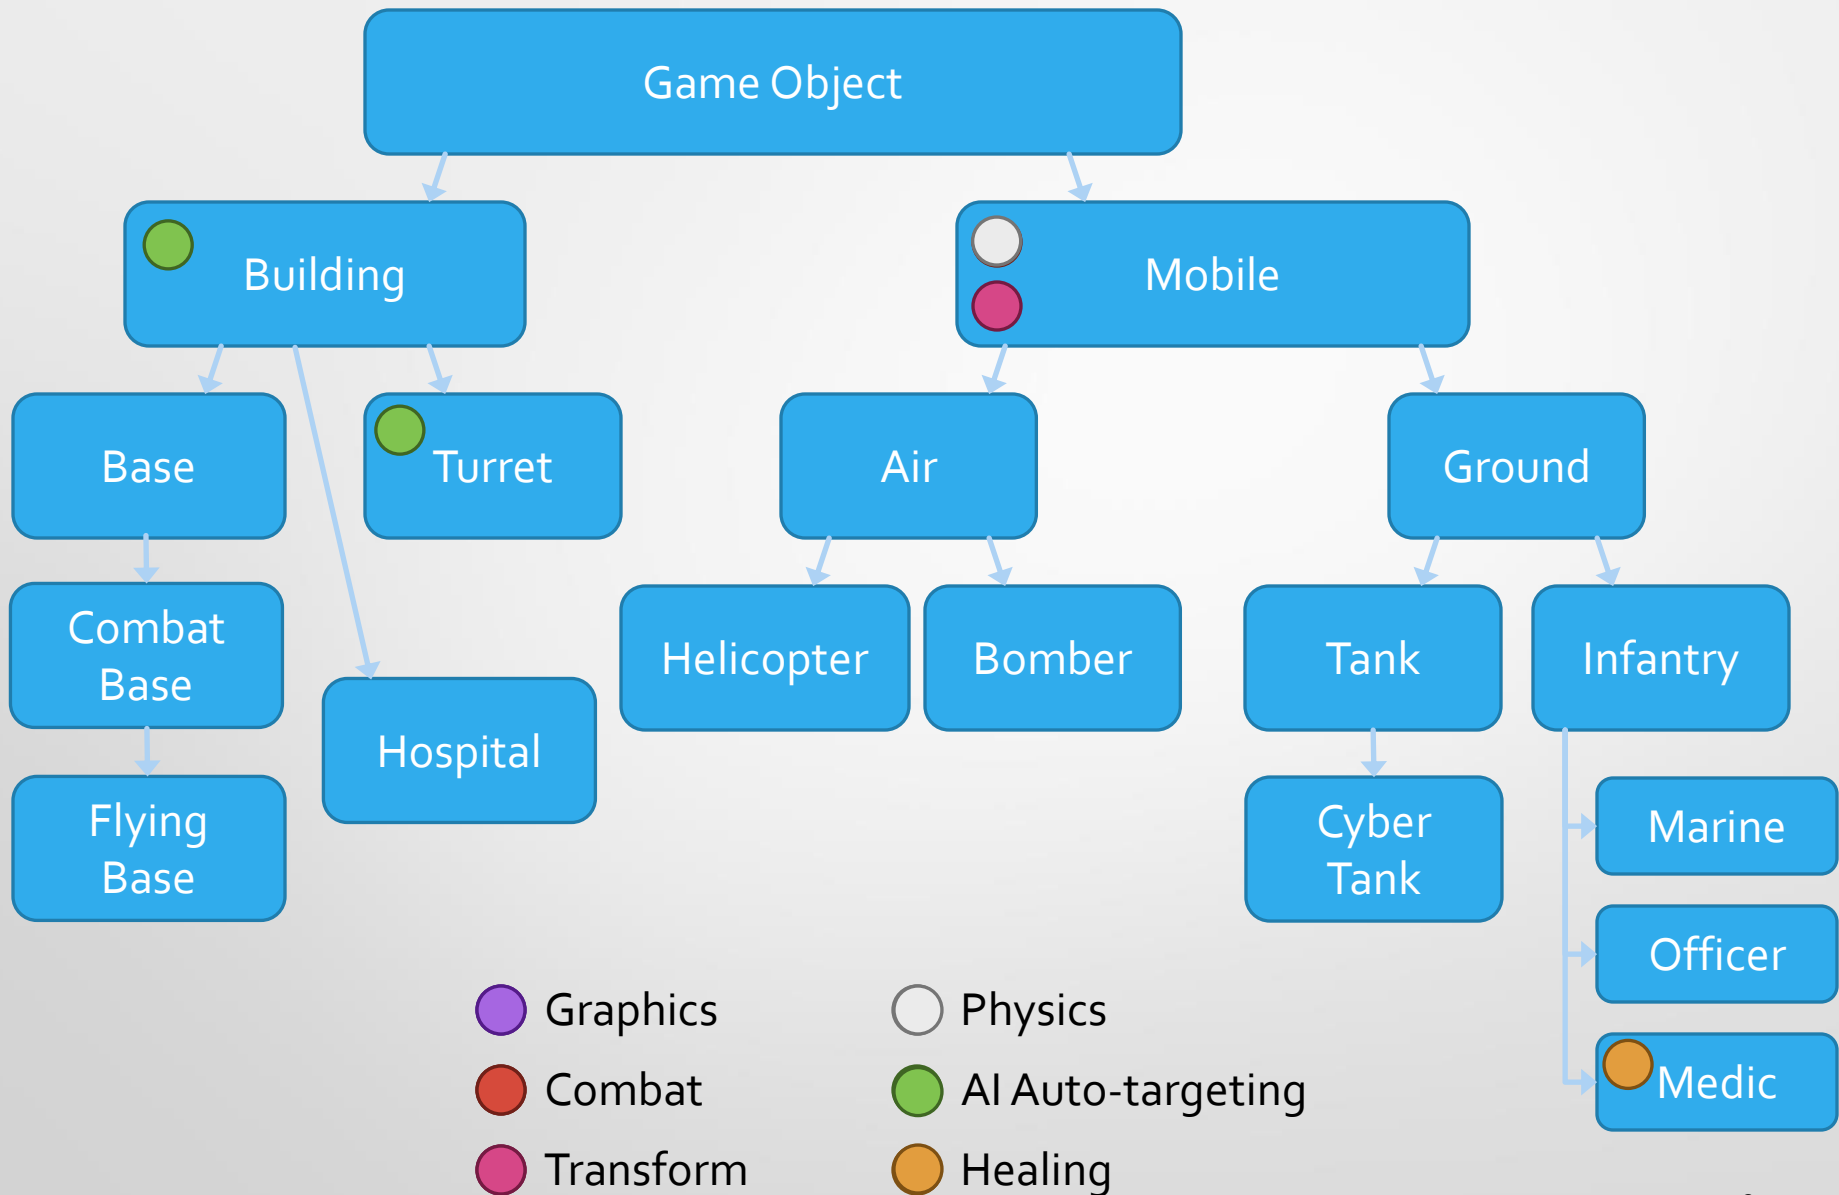 Game Object
Building
Mobile
Base
Turret
Air
Ground
Combat
Base
Helicopter
Bomber
Tank
Infantry
Hospital
Flying
Base
Cyber
Tank
Marine
Officer
Medic
Graphics
Physics
Combat
AI Auto-targeting
Transform
Healing